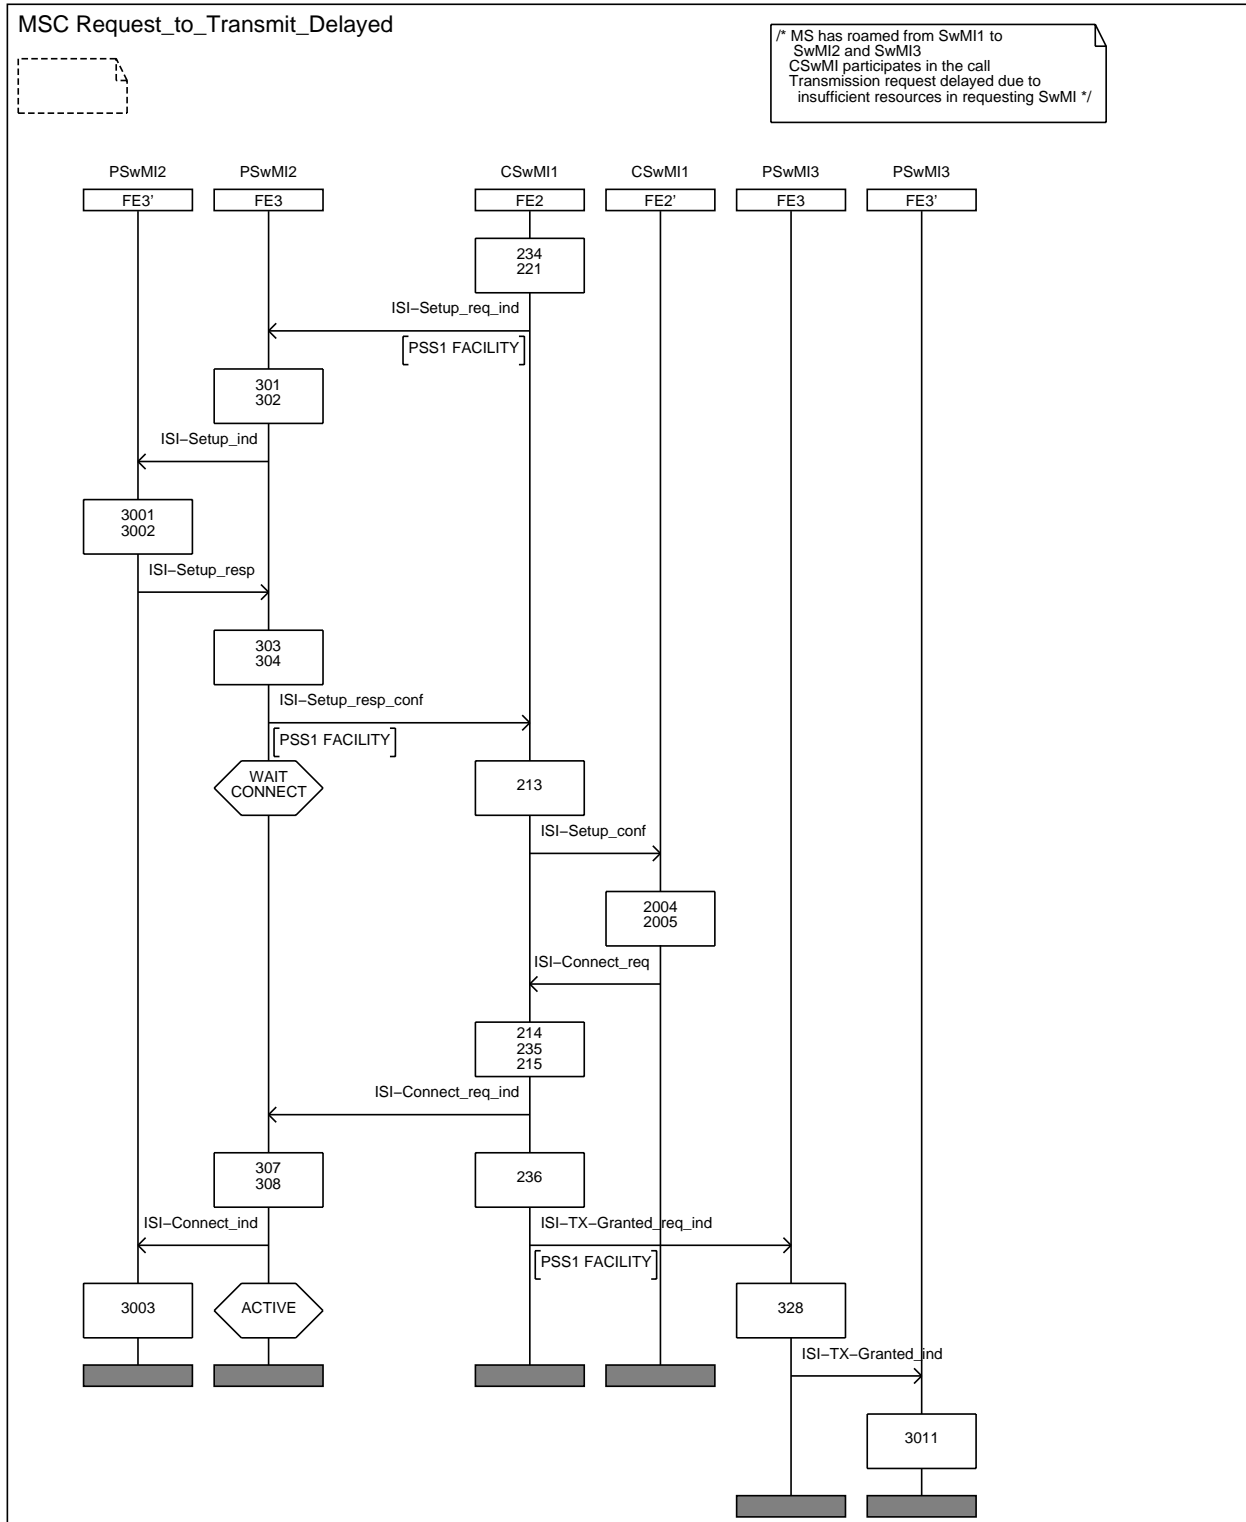 MSC Request_to_Transmit_Delayed
/* MS has roamed from SwMI1 to
SwMI2 and SwMI3
CSwMI participates in the call
Transmission request delayed due to
insufficient resources in requesting SwMI */
PSwMI2 PSwMI2 CSwMI1 CSwMI1 PSwMI3 PSwMI3
FE3' FE3 FE2 FE2' FE3 FE3'
234
221
ISI–Setup_req_ind
PSS1 FACILITY
301
302
ISI–Setup_ind
3001
3002
ISI–Setup_resp
303
304
ISI–Setup_resp_conf
PSS1 FACILITY
WAIT
CONNECT
213
ISI–Setup_conf
2004
2005
ISI–Connect_req
214
235
215
ISI–Connect_req_ind
307
308
236
ISI–Connect_ind
ISI–TX–Granted_req_ind
PSS1 FACILITY
3003
ACTIVE
328
ISI–TX–Granted_ind
3011